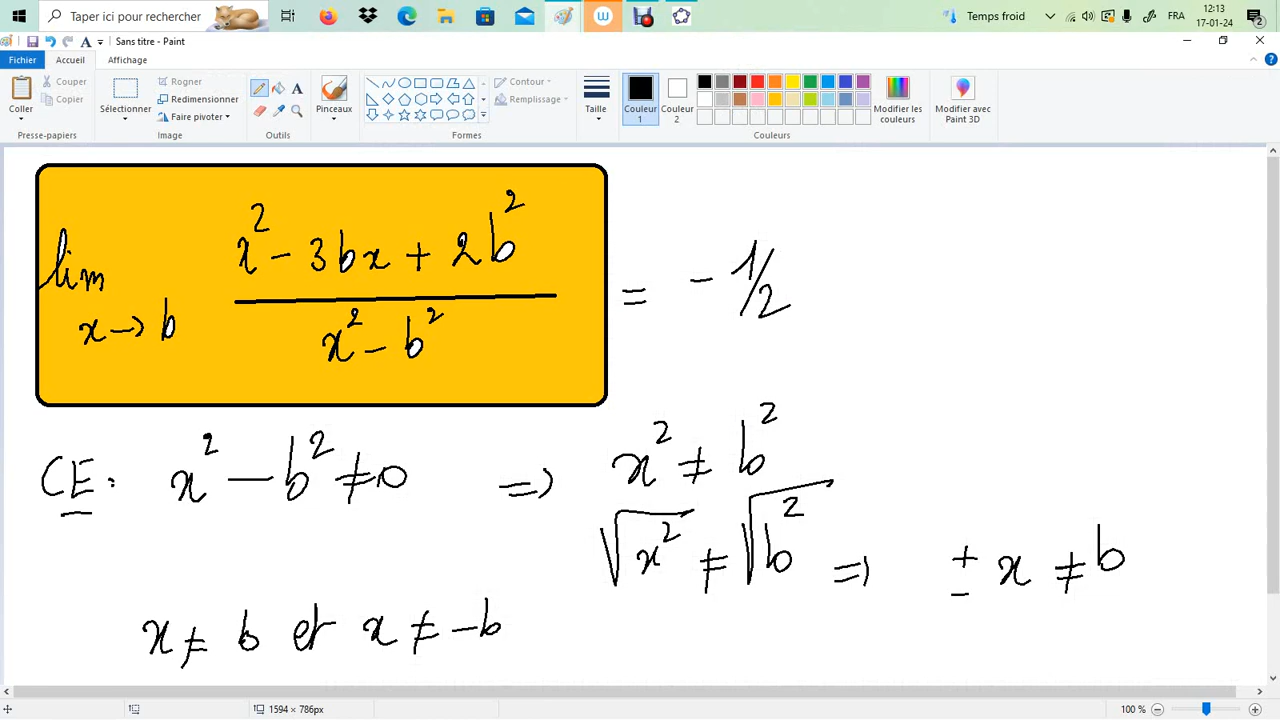 Taper ici pour rechercher
Temps froid
FRA
12:13
17-01-24
2
Sans titre - Paint
Fichier
Accueil
Affichage
Coller
Couper
Copier
Presse-papiers
Sélectionner
Rogner
Redimensionner
Faire pivoter
Image
A
Outils
Pinceaux
Contour
Remplissage
Formes
Taille
Couleur
1
Couleur
2
Modifier les
couleurs
Couleurs
Modifier avec
Paint 3D
lim x→b (x² - 3bx + 2b²) / (x² - b²) = - 1/2
CE: x² - b² ≠ 0 => x² ≠ b²
√x² ≠ √b² => ± x ≠ b
x ≠ b et x ≠ -b
1594 × 786px
100 %